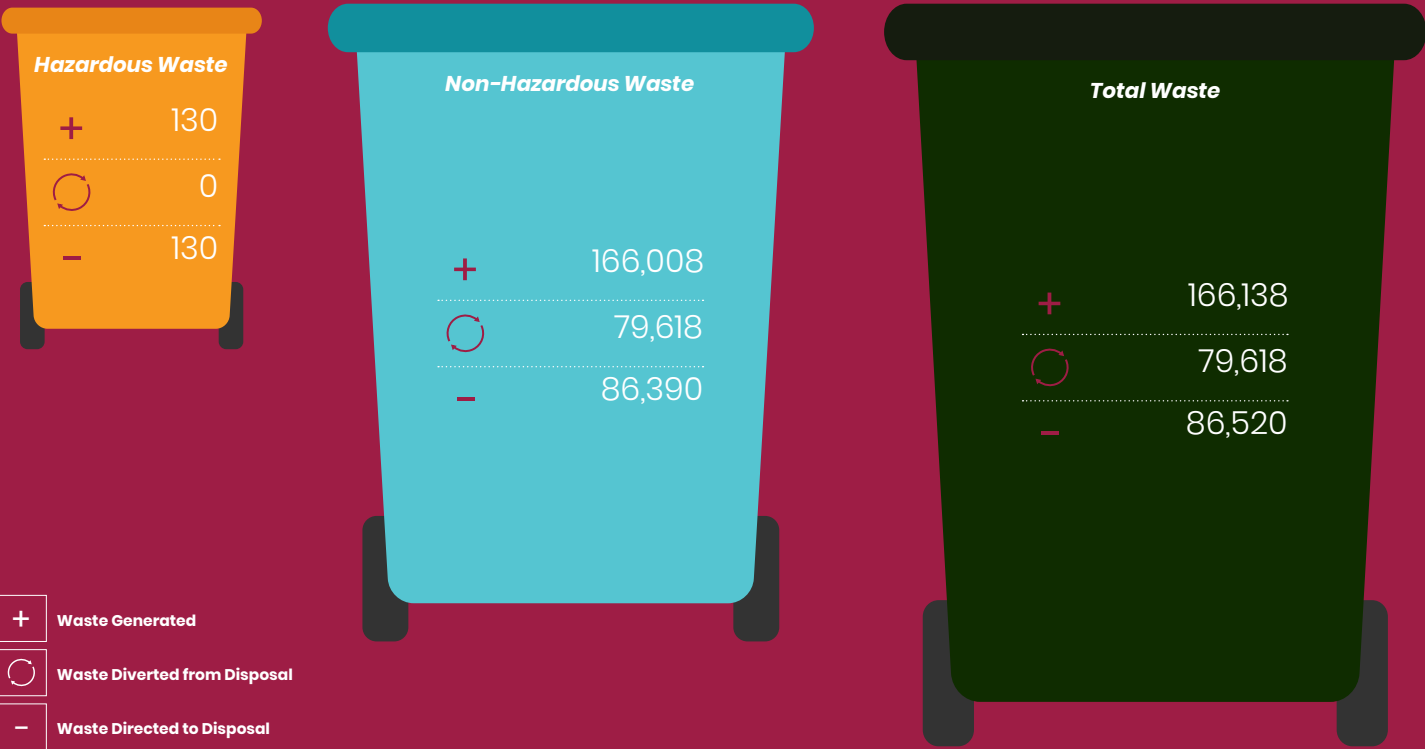 Hazardous Waste
+ 130
0
- 130
Non-Hazardous Waste
+ 166,008
79,618
- 86,390
Total Waste
+ 166,138
79,618
- 86,520
+ Waste Generated
Waste Diverted from Disposal
- Waste Directed to Disposal